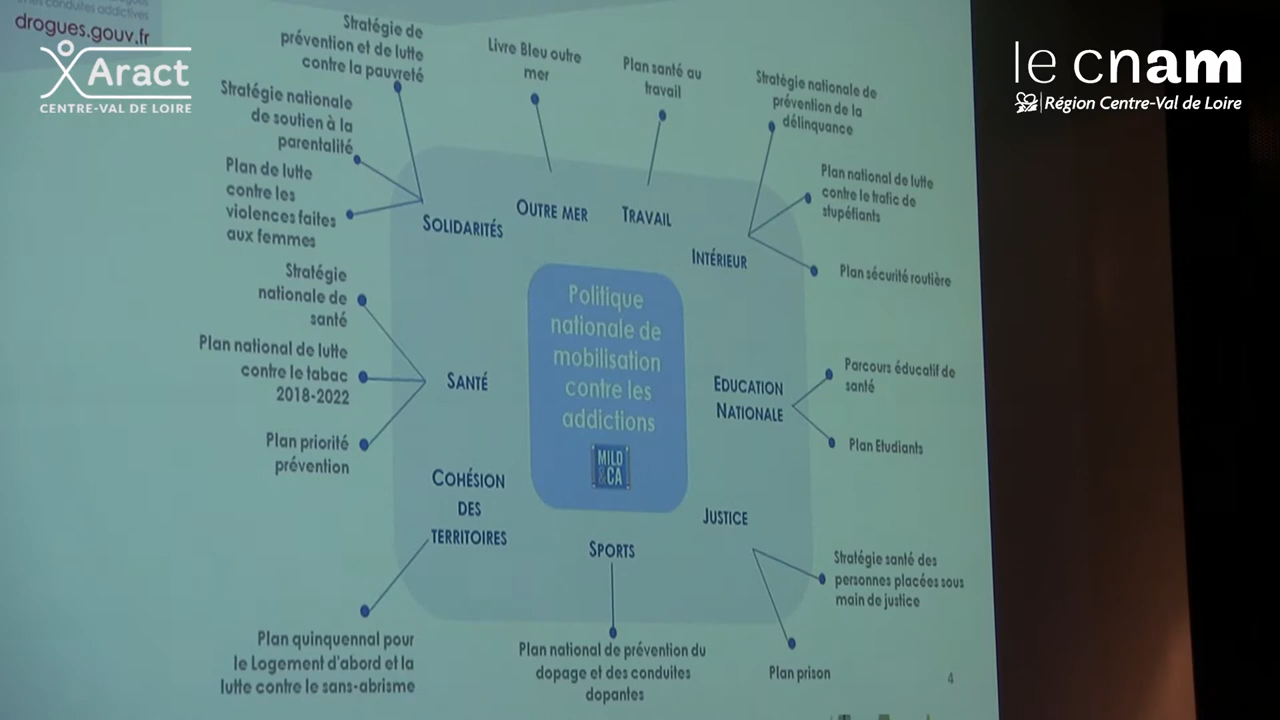 et conduites addictives
drogues.gouv.fr
Aract
CENTRE-VAL DE LOIRE
le cnam
Région Centre-Val de Loire
Stratégie de
prévention et de lutte
contre la pauvreté
Livre Bleu outre
mer
Plan santé au
travail
Stratégie nationale de
prévention de la
délinquance
Stratégie nationale
de soutien à la
parentalité
Plan de lutte
contre les
violences faites
aux femmes
Plan national de lutte
contre le trafic de
stupéfiants
Plan sécurité routière
SOLIDARITÉS
OUTRE MER
TRAVAIL
INTÉRIEUR
Stratégie
nationale de
santé
Plan national de lutte
contre le tabac
2018-2022
Plan priorité
prévention
SANTÉ
Politique
nationale de
mobilisation
contre les
addictions
MILD
&CA
EDUCATION
NATIONALE
Parcours éducatif de
santé
Plan Etudiants
COHÉSION
DES
TERRITOIRES
SPORTS
JUSTICE
Stratégie santé des
personnes placées sous
main de justice
Plan quinquennal pour
le Logement d'abord et la
lutte contre le sans-abrisme
Plan national de prévention du
dopage et des conduites
dopantes
Plan prison
4